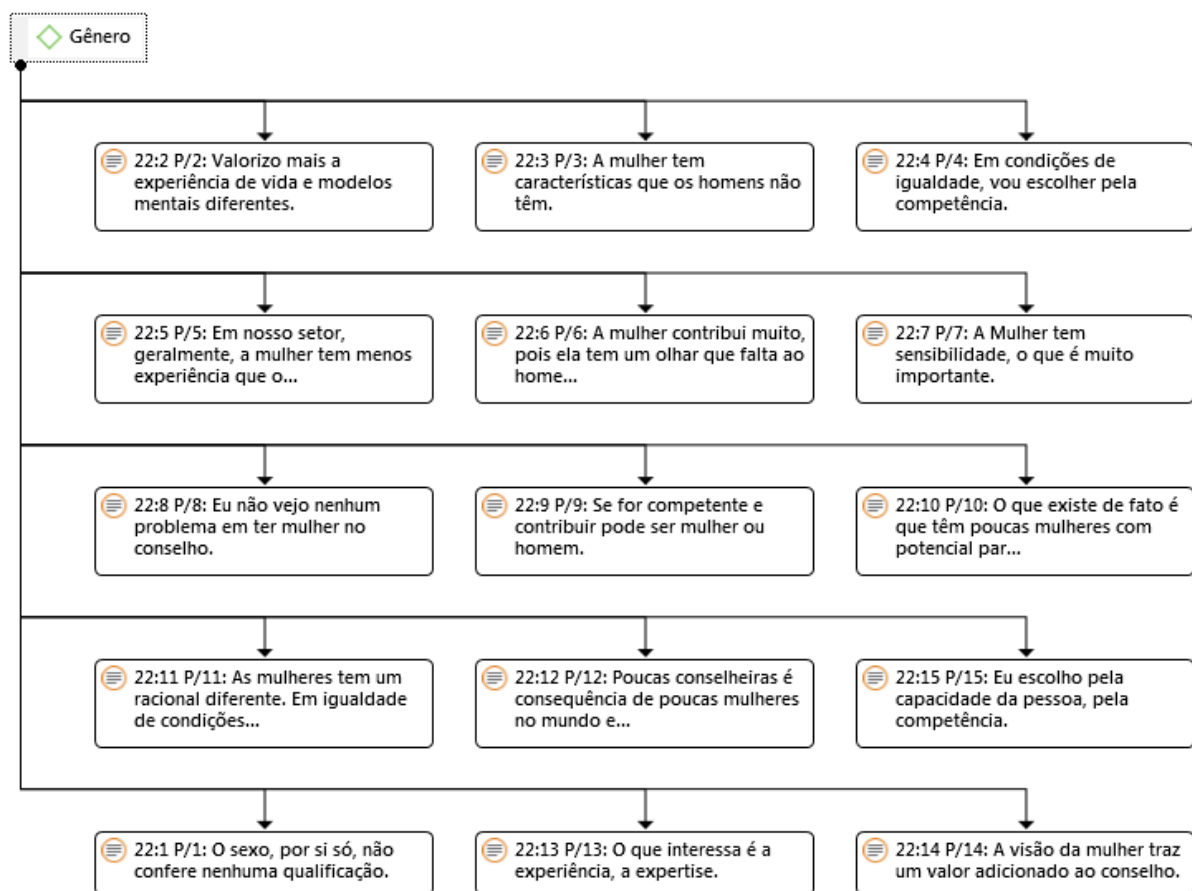 Gênero
22:2 P/2: Valorizo mais a
experiência de vida e modelos
mentais diferentes.
22:3 P/3: A mulher tem
características que os homens não
têm.
22:4 P/4: Em condições de
igualdade, vou escolher pela
competência.
22:5 P/5: Em nosso setor,
geralmente, a mulher tem menos
experiência que o...
22:6 P/6: A mulher contribui muito,
pois ela tem um olhar que falta ao
home...
22:7 P/7: A Mulher tem
sensibilidade, o que é muito
importante.
22:8 P/8: Eu não vejo nenhum
problema em ter mulher no
conselho.
22:9 P/9: Se for competente e
contribuir pode ser mulher ou
homem.
22:10 P/10: O que existe de fato é
que têm poucas mulheres com
potencial par...
22:11 P/11: As mulheres tem um
racional diferente. Em igualdade
de condições...
22:12 P/12: Poucas conselheiras é
consequência de poucas mulheres
no mundo e...
22:15 P/15: Eu escolho pela
capacidade da pessoa, pela
competência.
22:1 P/1: O sexo, por si só, não
confere nenhuma qualificação.
22:13 P/13: O que interessa é a
experiência, a expertise.
22:14 P/14: A visão da mulher traz
um valor adicionado ao conselho.